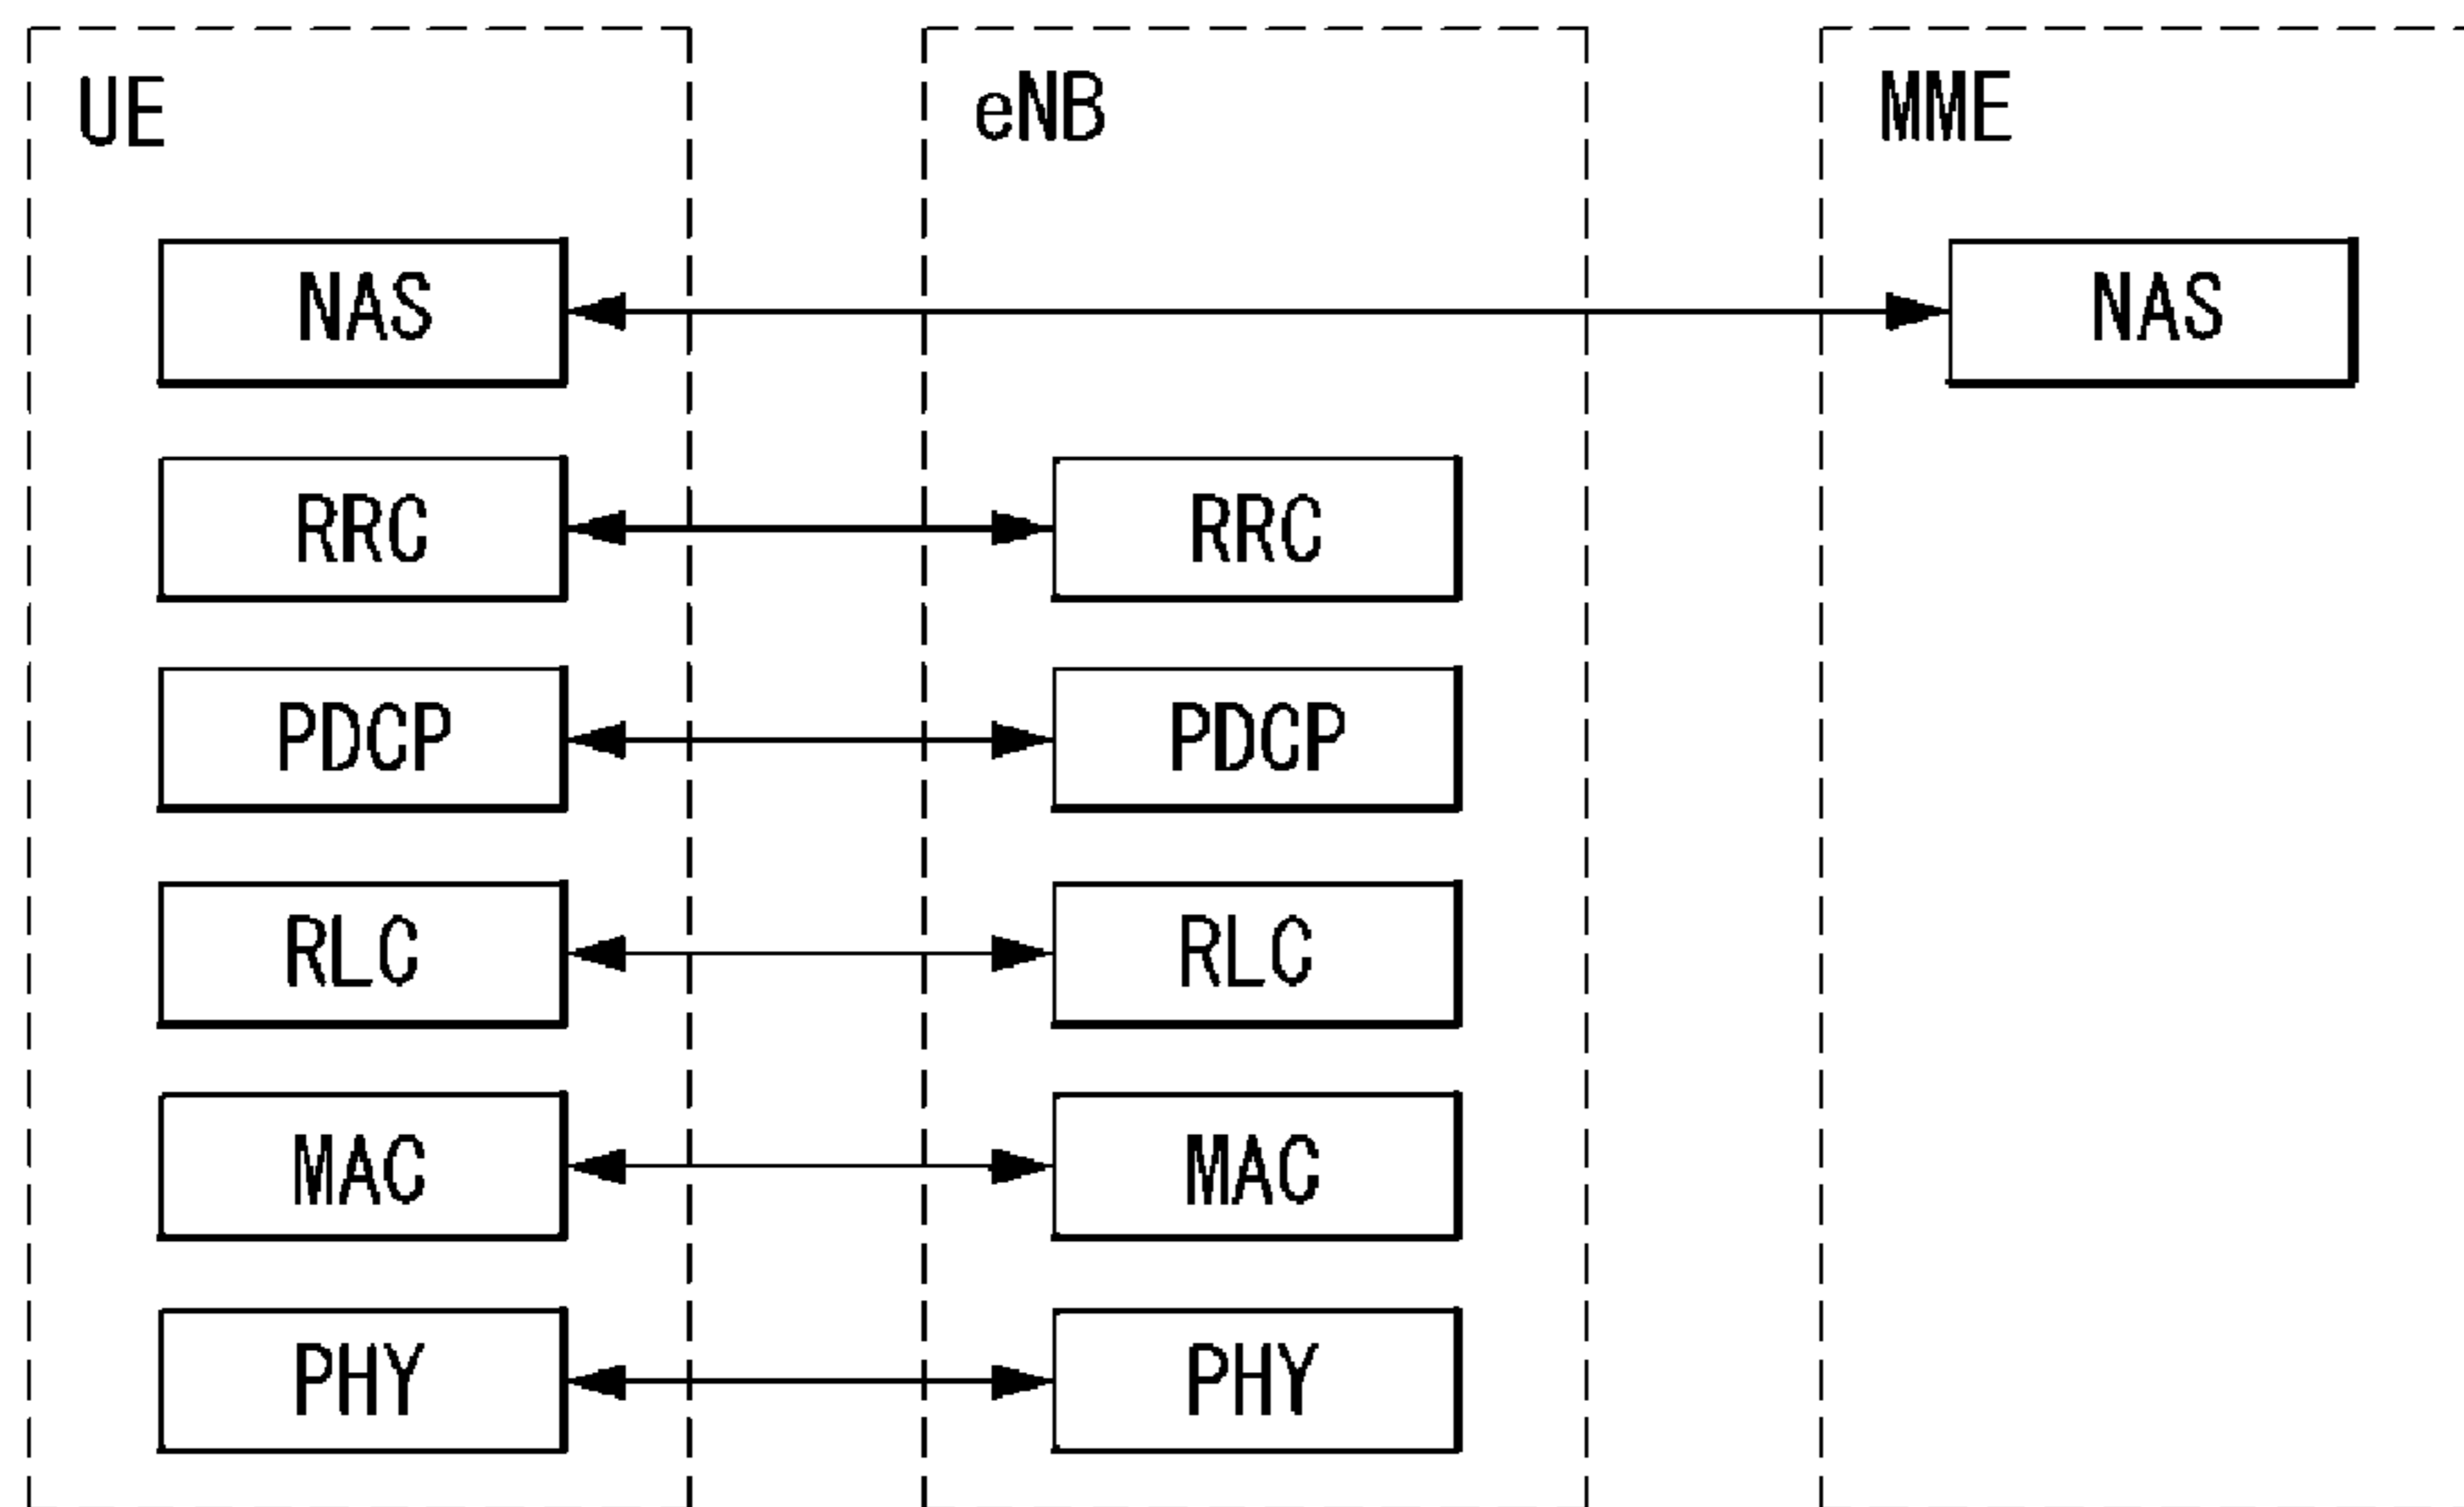 UE eNB MME
NAS NAS
RRC RRC
PDCP PDCP
RLC RLC
MAC MAC
PHY PHY